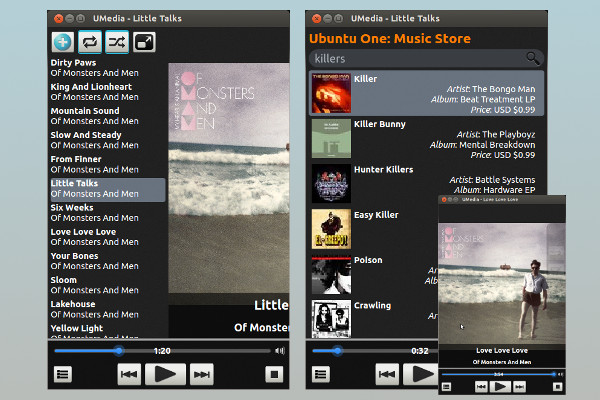 UMedia - Little Talks
OF
MONSTERS
AND
MEN
Dirty Paws
Of Monsters And Men
King And Lionheart
Of Monsters And Men
Mountain Sound
Of Monsters And Men
Slow And Steady
Of Monsters And Men
From Finner
Of Monsters And Men
Little Talks
Of Monsters And Men
Six Weeks
Of Monsters And Men
Love Love Love
Of Monsters And Men
Your Bones
Of Monsters And Men
Sloom
Of Monsters And Men
Lakehouse
Of Monsters And Men
Yellow Light
Of Monsters And Men
Little
Of Monster
1:20
UMedia - Little Talks
Ubuntu One: Music Store
killers
Killer
Artist: The Bongo Man
Album: Beat Treatment LP
Price: USD $0.99
Killer Bunny
Artist: The Playboyz
Album: Mental Breakdown
Price: USD $0.99
Hunter Killers
Artist: Battle Systems
Album: Hardware EP
Easy Killer
Poison
Crawling
0:32
UMedia - Love Love Love
OF
MONSTERS
AND
MEN
Love Love Love
Of Monsters And Men